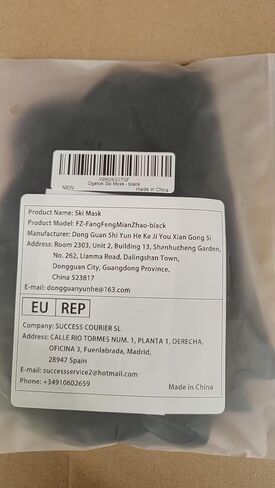 Ogetok Ski Mask - black
NEW
made in China
Product Name: Ski Mask
Product Model: FZ-FangFengMianZhao-black
Manufacturer: Dong Guan Shi Yun He Ke Ji You Xian Gong Si
Address: Room 2303, Unit 2, Building 13, Shanhucheng Garden,
No. 262, Lianma Road, Dalingshan Town,
Dongguan City, Guangdong Province,
China 523817
E-mail: dongguanyunhe@163.com
EU REP
Company: SUCCESS COURIER SL
Address: CALLE RIO TORMES NUM. 1, PLANTA 1, DERECHA,
OFICINA 3, Fuenlabrada, Madrid,
28947 Spain
E-mail: successservice2@hotmail.com
Phone: +34910602659
Made In China